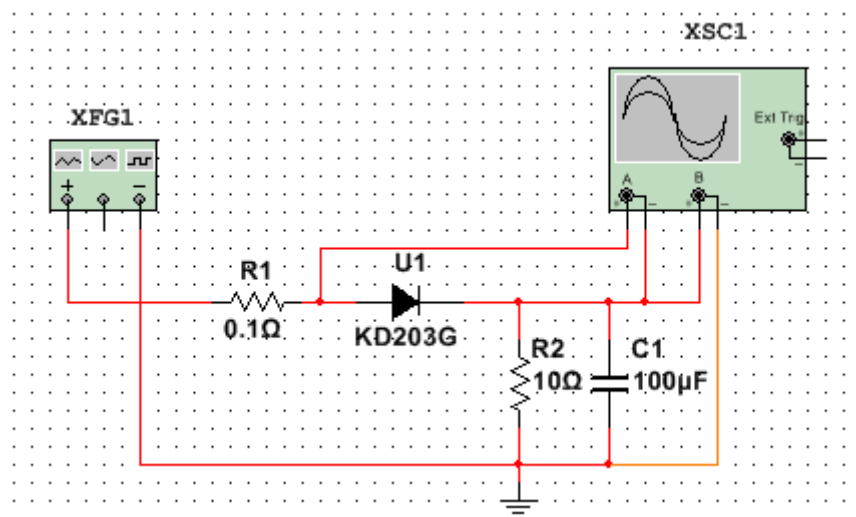 XSC1
XFG1
Ext Trig
+
−
A
B
+ − + −
+ −
R1
0.1Ω
U1
KD203G
R2
10Ω
C1
100µF